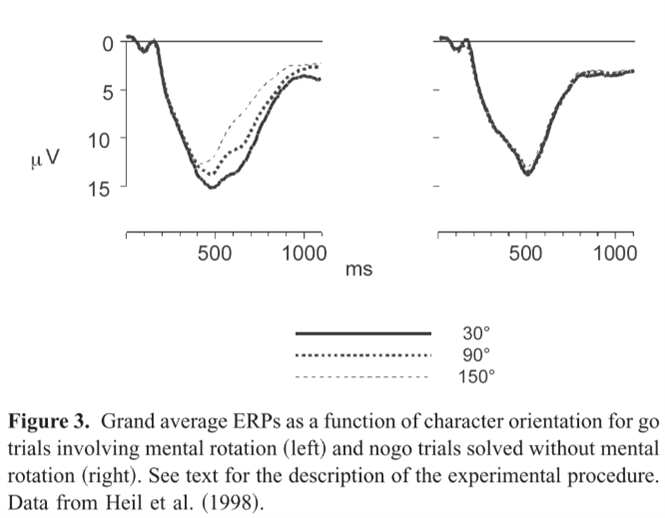 0
5
10
15
μV
500
1000
500
1000
ms
30°
90°
150°
Figure 3. Grand average ERPs as a function of character orientation for go
trials involving mental rotation (left) and nogo trials solved without mental
rotation (right). See text for the description of the experimental procedure.
Data from Heil et al. (1998).